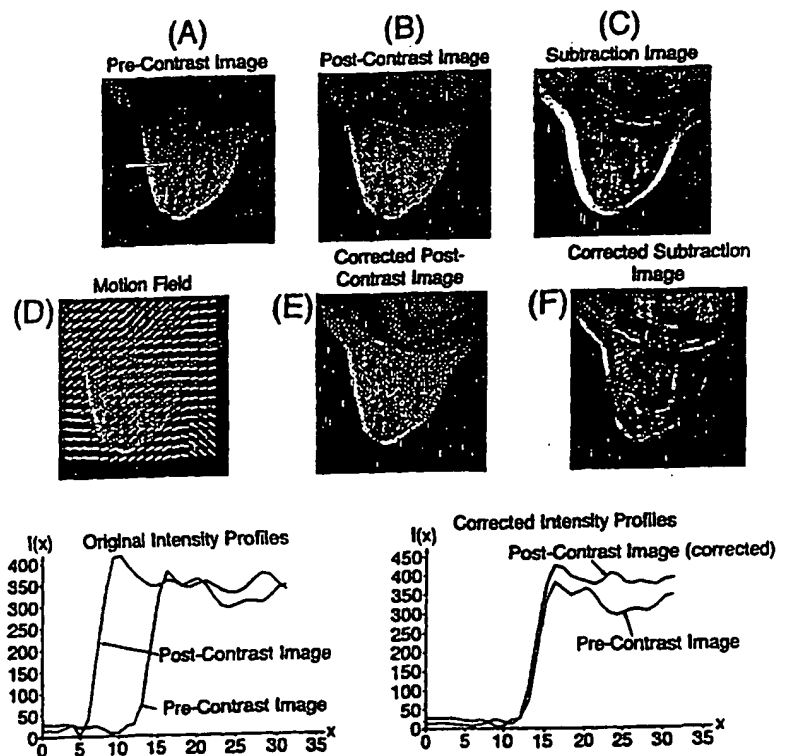 (A)
Pre-Contrast Image
(B)
Post-Contrast Image
(C)
Subtraction Image
(D)
Motion Field
(E)
Corrected Post-
Contrast Image
(F)
Corrected Subtraction
Image
I(x)
Original Intensity Profiles
400
350
300
250
200
150
100
50
0
Post-Contrast Image
Pre-Contrast Image
0 5 10 15 20 25 30 35 x
I(x)
Corrected Intensity Profiles
450
400
350
300
250
200
150
100
50
0
Post-Contrast Image (corrected)
Pre-Contrast Image
0 5 10 15 20 25 30 35 x